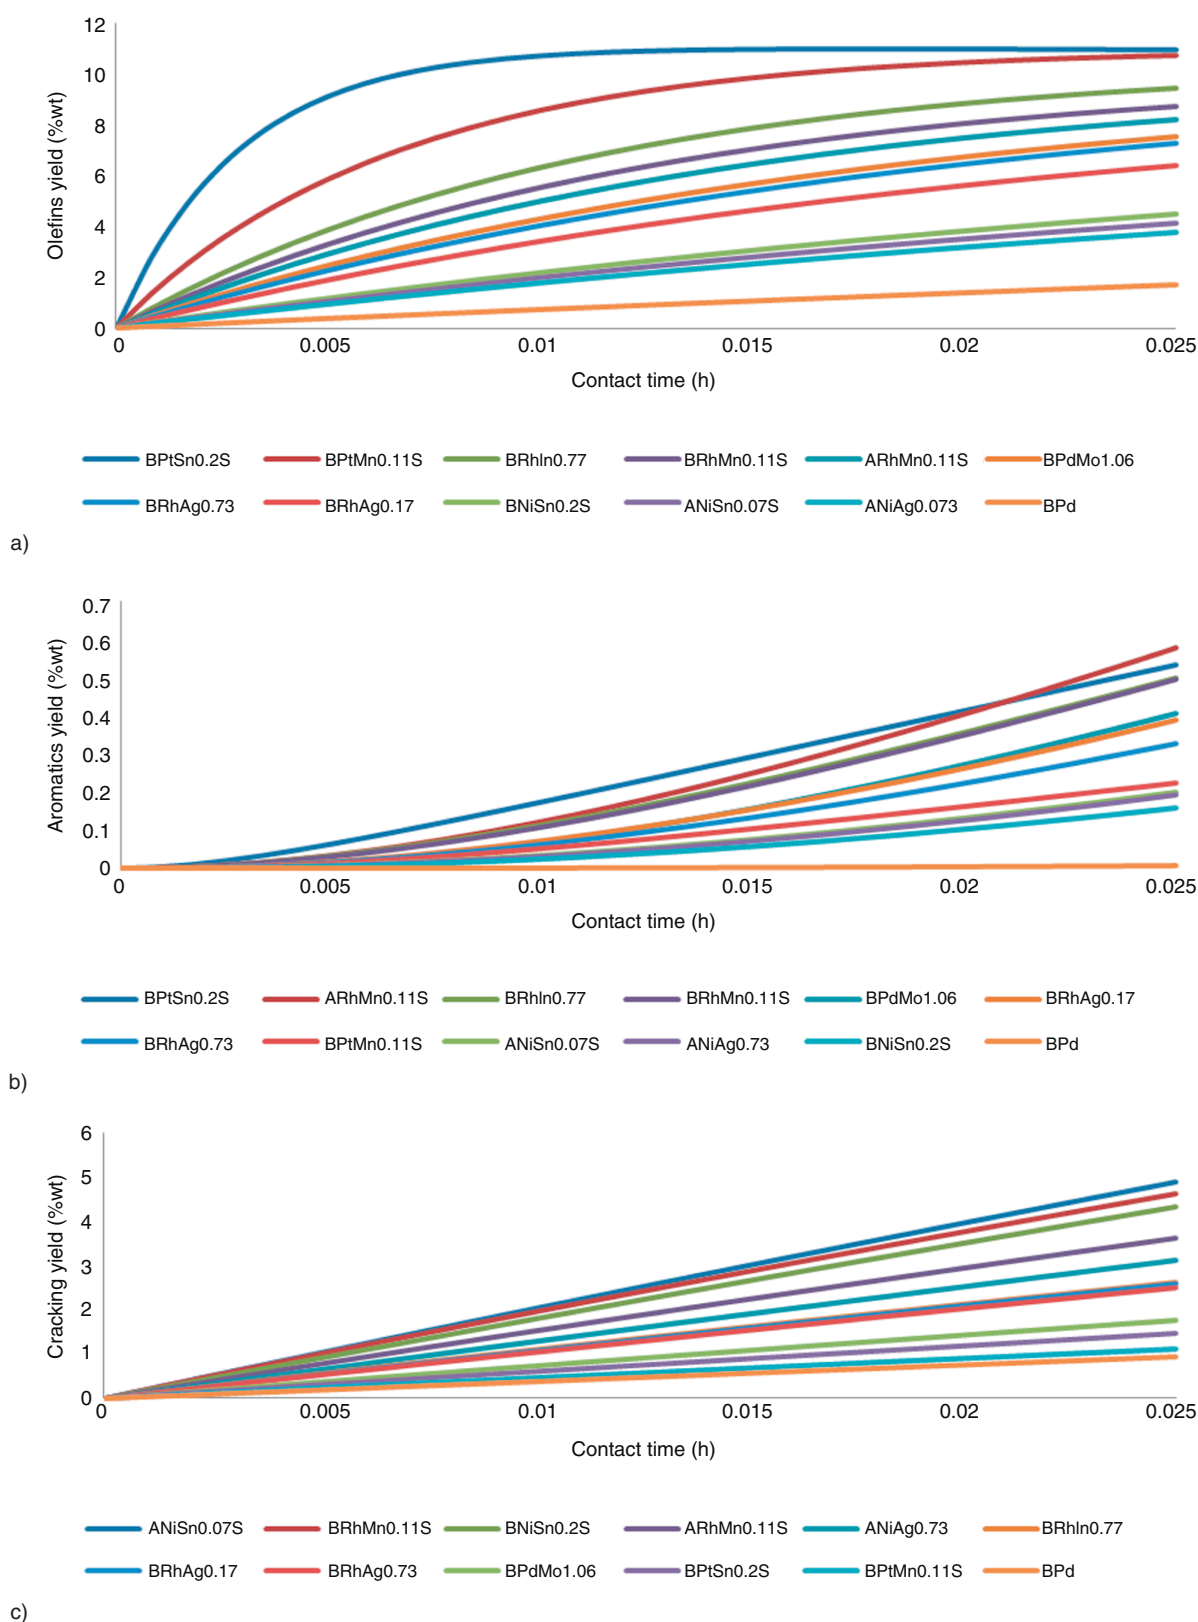 12
10
8
6
4
2
0
Olefins yield (%wt)
0 0.005 0.01 0.015 0.02 0.025
Contact time (h)
BPtSn0.2S BPtMn0.11S BRhIn0.77 BRhMn0.11S ARhMn0.11S BPdMo1.06
BRhAg0.73 BRhAg0.17 BNiSn0.2S ANiSn0.07S ANiAg0.073 BPd
a)
0.7
0.6
0.5
0.4
0.3
0.2
0.1
0
Aromatics yield (%wt)
0 0.005 0.01 0.015 0.02 0.025
Contact time (h)
BPtSn0.2S ARhMn0.11S BRhIn0.77 BRhMn0.11S BPdMo1.06 BRhAg0.17
BRhAg0.73 BPtMn0.11S ANiSn0.07S ANiAg0.73 BNiSn0.2S BPd
b)
6
5
4
3
2
1
0
Cracking yield (%wt)
0 0.005 0.01 0.015 0.02 0.025
Contact time (h)
ANiSn0.07S BRhMn0.11S BNiSn0.2S ARhMn0.11S ANiAg0.73 BRhIn0.77
BRhAg0.17 BRhAg0.73 BPdMo1.06 BPtSn0.2S BPtMn0.11S BPd
c)